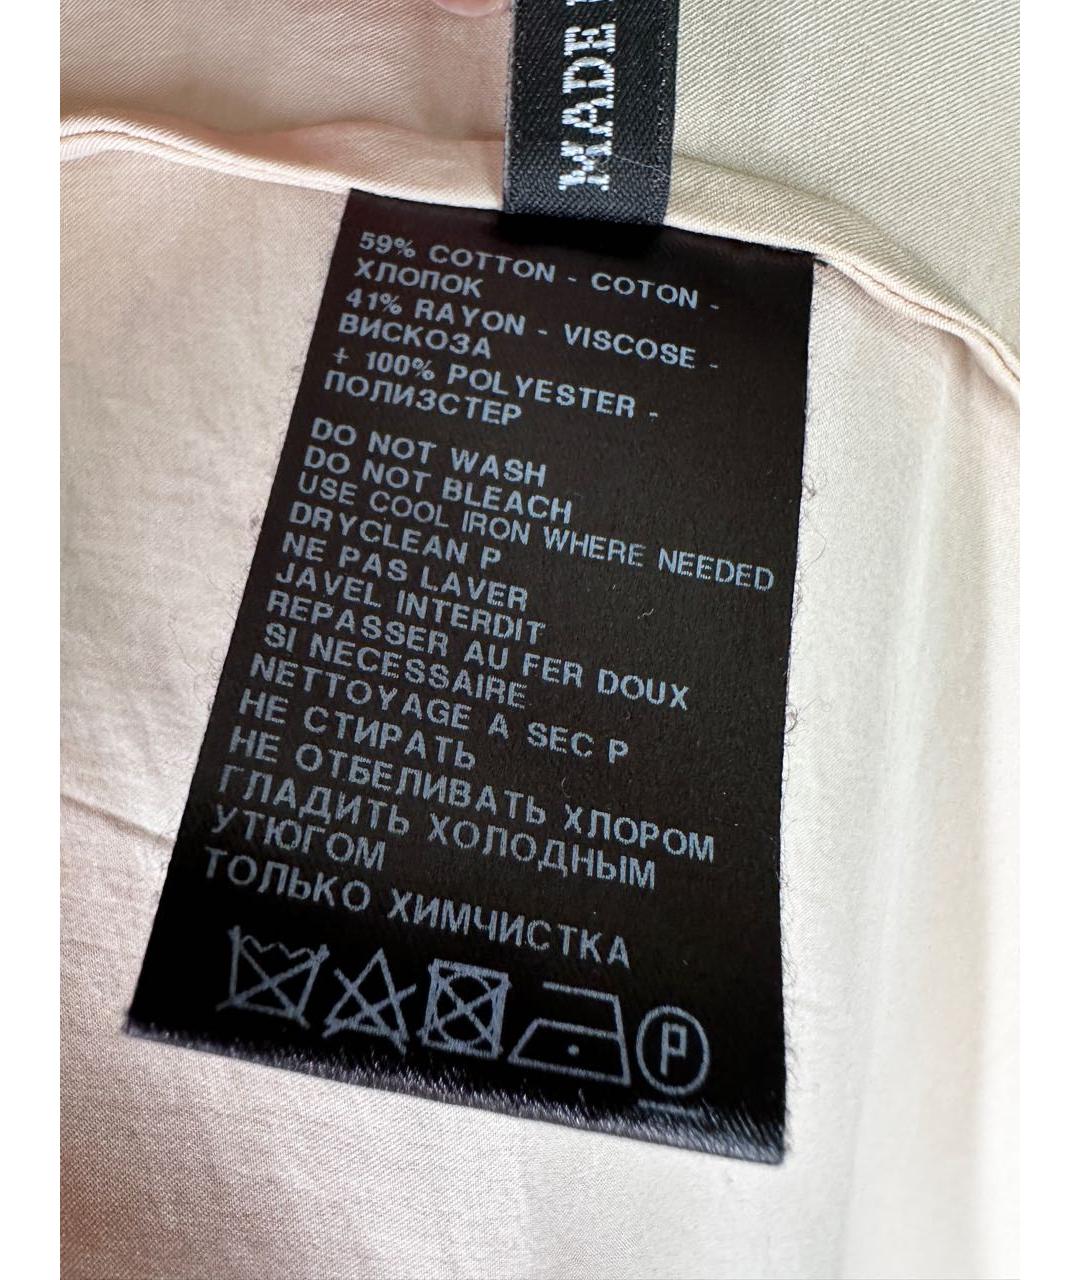 MADE
59% COTTON - COTON -
ХЛОПОК
41% RAYON - VISCOSE -
ВИСКОЗА
+ 100% POLYESTER -
ПОЛИЗСТЕР
DO NOT WASH
DO NOT BLEACH
USE COOL IRON WHERE NEEDED
DRYCLEAN P
NE PAS LAVER
JAVEL INTERDIT
REPASSER AU FER DOUX
SI NECESSAIRE
NETTOYAGE A SEC P
НЕ СТИРАТЬ
НЕ ОТБЕЛИВАТЬ ХЛОРОМ
ГЛАДИТЬ ХОЛОДНЫМ
УТЮГОМ
ТОЛЬКО ХИМЧИСТКА
P